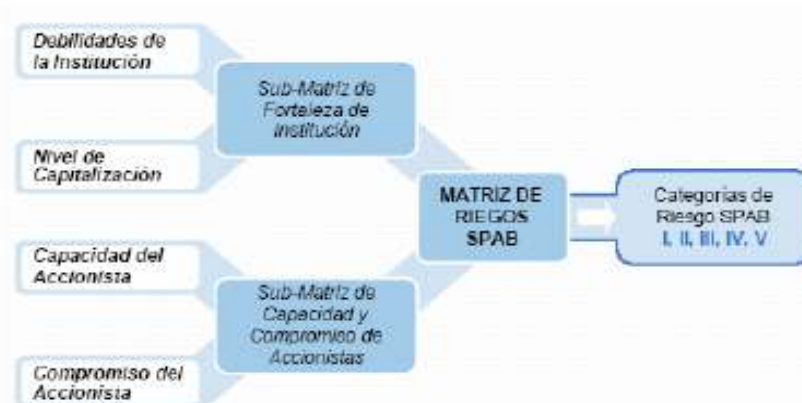 Debilidades de
la Institución
Sub-Matriz de
Fortaleza de
Institución
Nivel de
Capitalización
MATRIZ DE
RIEGOS
SPAB
Categorías de
Riesgo SPAB
I, II, III, IV, V
Capacidad del
Accionista
Sub-Matriz de
Capacidad y
Compromiso de
Accionistas
Compromiso del
Accionista